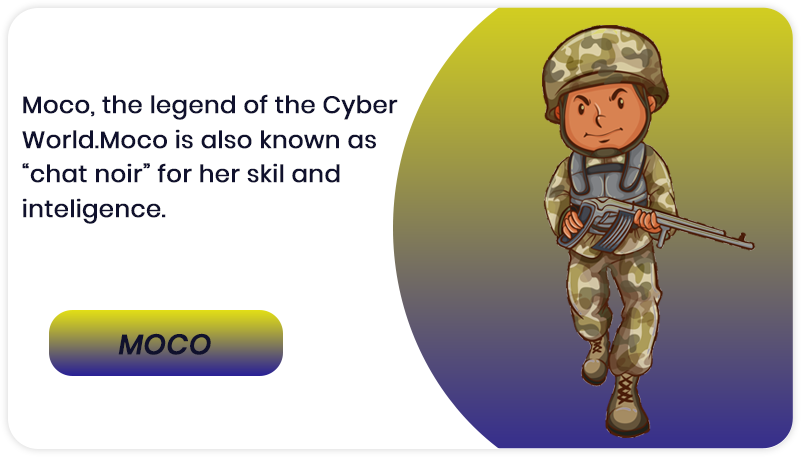 Moco, the legend of the Cyber
World.Moco is also known as
“chat noir” for her skil and
inteligence.
MOCO